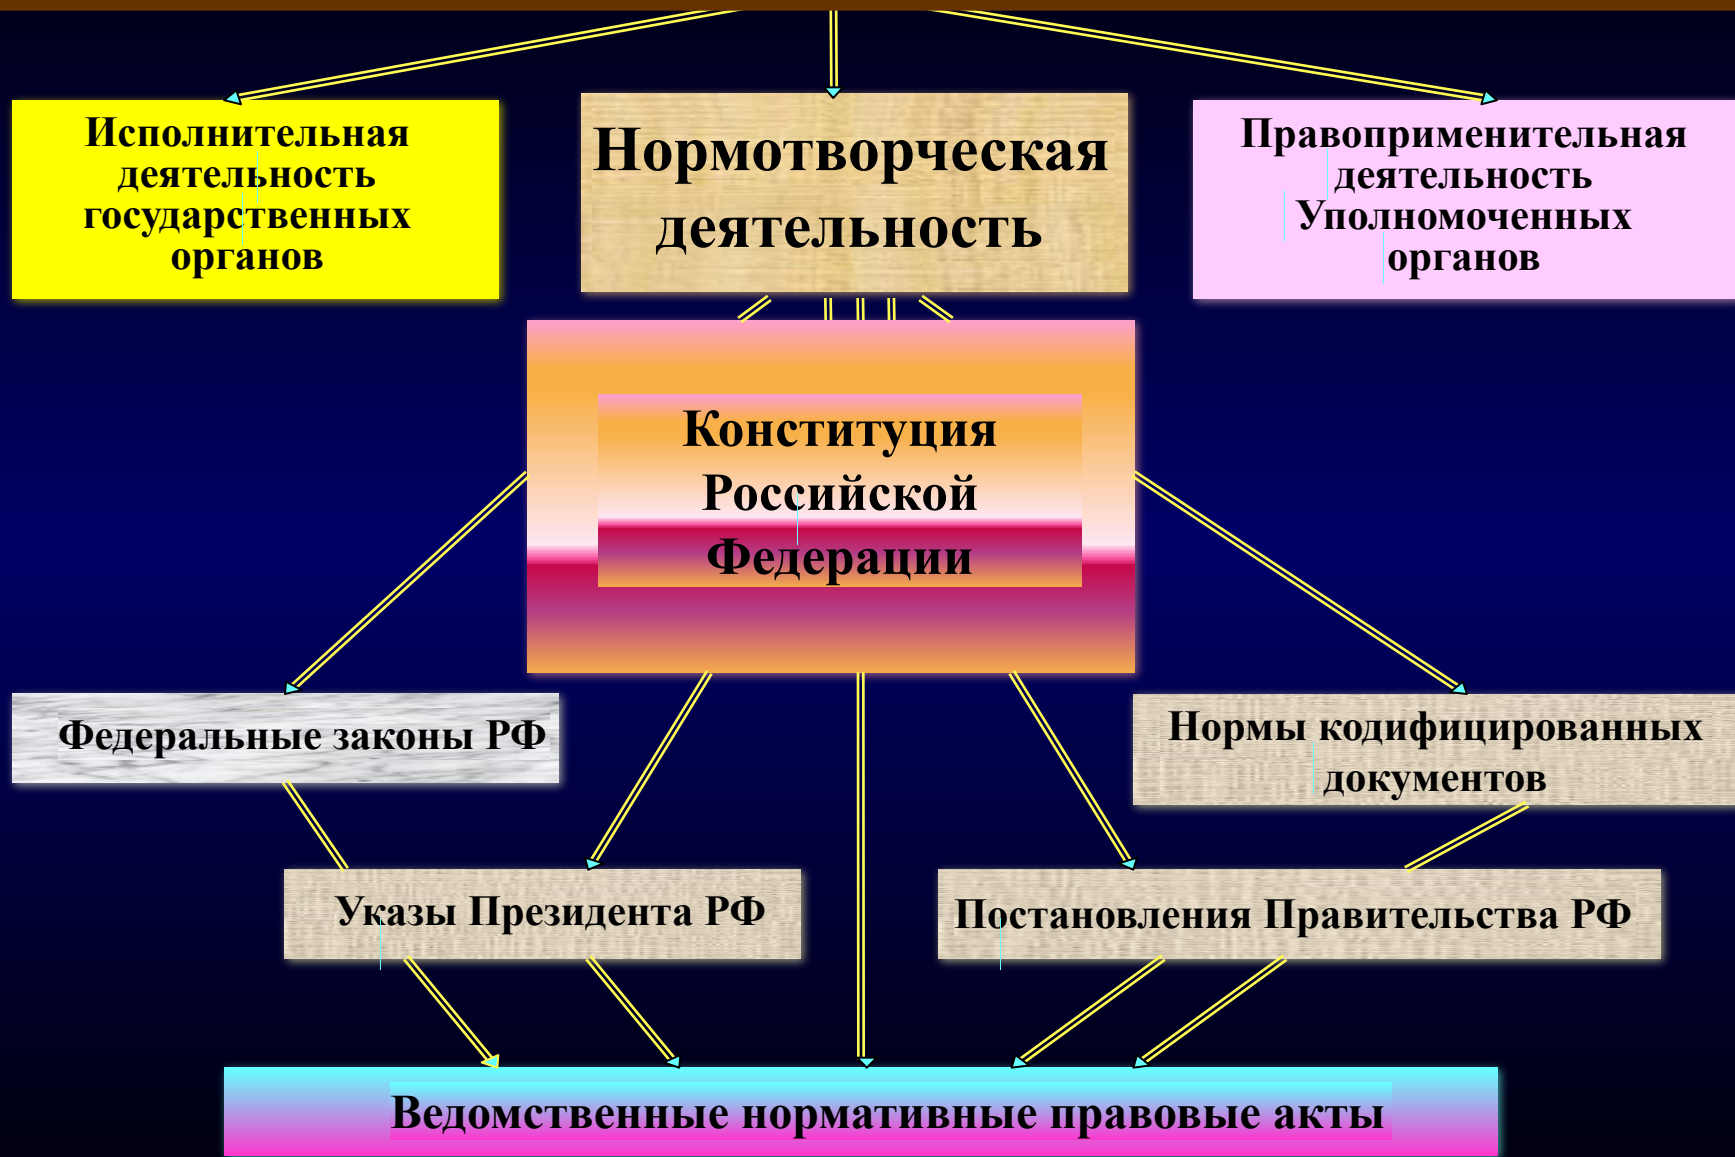 Исполнительная
деятельность
государственных
органов
Нормотворческая
деятельность
Правоприменительная
деятельность
Уполномоченных
органов
Конституция
Российской
Федерации
Федеральные законы РФ
Нормы кодифицированных
документов
Указы Президента РФ
Постановления Правительства РФ
Ведомственные нормативные правовые акты